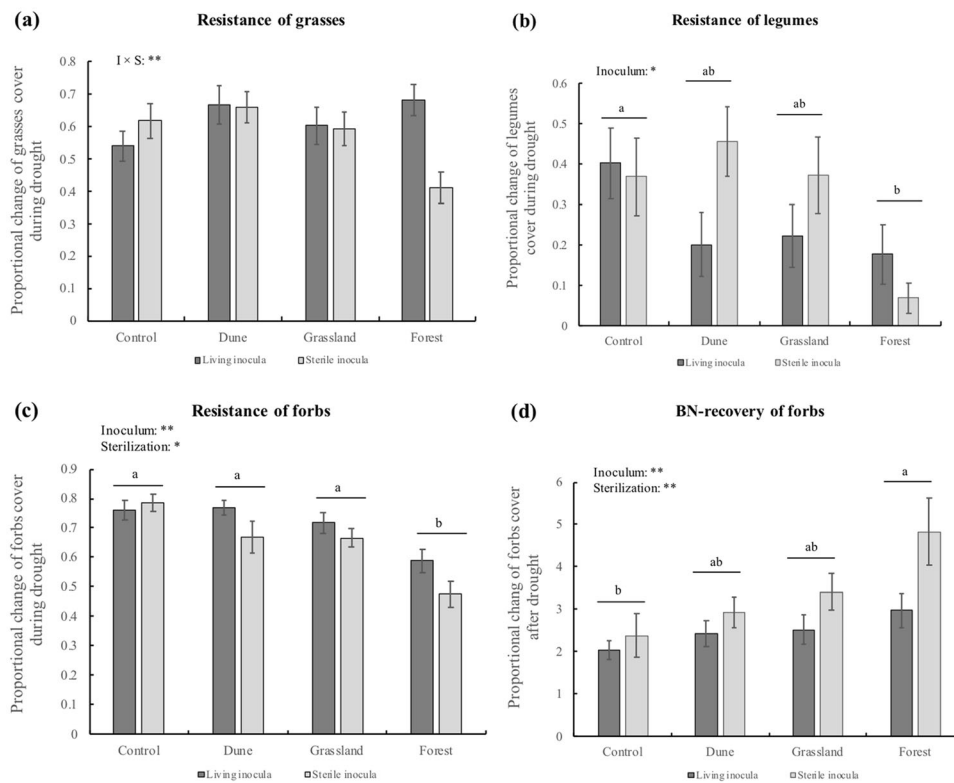 (a)
Resistance of grasses
I × S: **
Proportional change of grasses cover
during drought
0.8
0.7
0.6
0.5
0.4
0.3
0.2
0.1
0
Control Dune Grassland Forest
Living inocula Sterile inocula
(b)
Resistance of legumes
Inoculum: *
Proportional change of legumes
cover during drought
0.6
0.5
0.4
0.3
0.2
0.1
0
a ab ab b
Control Dune Grassland Forest
Living inocula Sterile inocula
(c)
Resistance of forbs
Inoculum: **
Sterilization: *
Proportional change of forbs cover
during drought
0.9
0.8
0.7
0.6
0.5
0.4
0.3
0.2
0.1
0
a a a b
Control Dune Grassland Forest
Living inocula Sterile inocula
(d)
BN-recovery of forbs
Inoculum: **
Sterilization: **
Proportional chang of forbs cover
after drought
6
5
4
3
2
1
0
b ab ab a
Control Dune Grassland Forest
Living inocula Sterile inocula